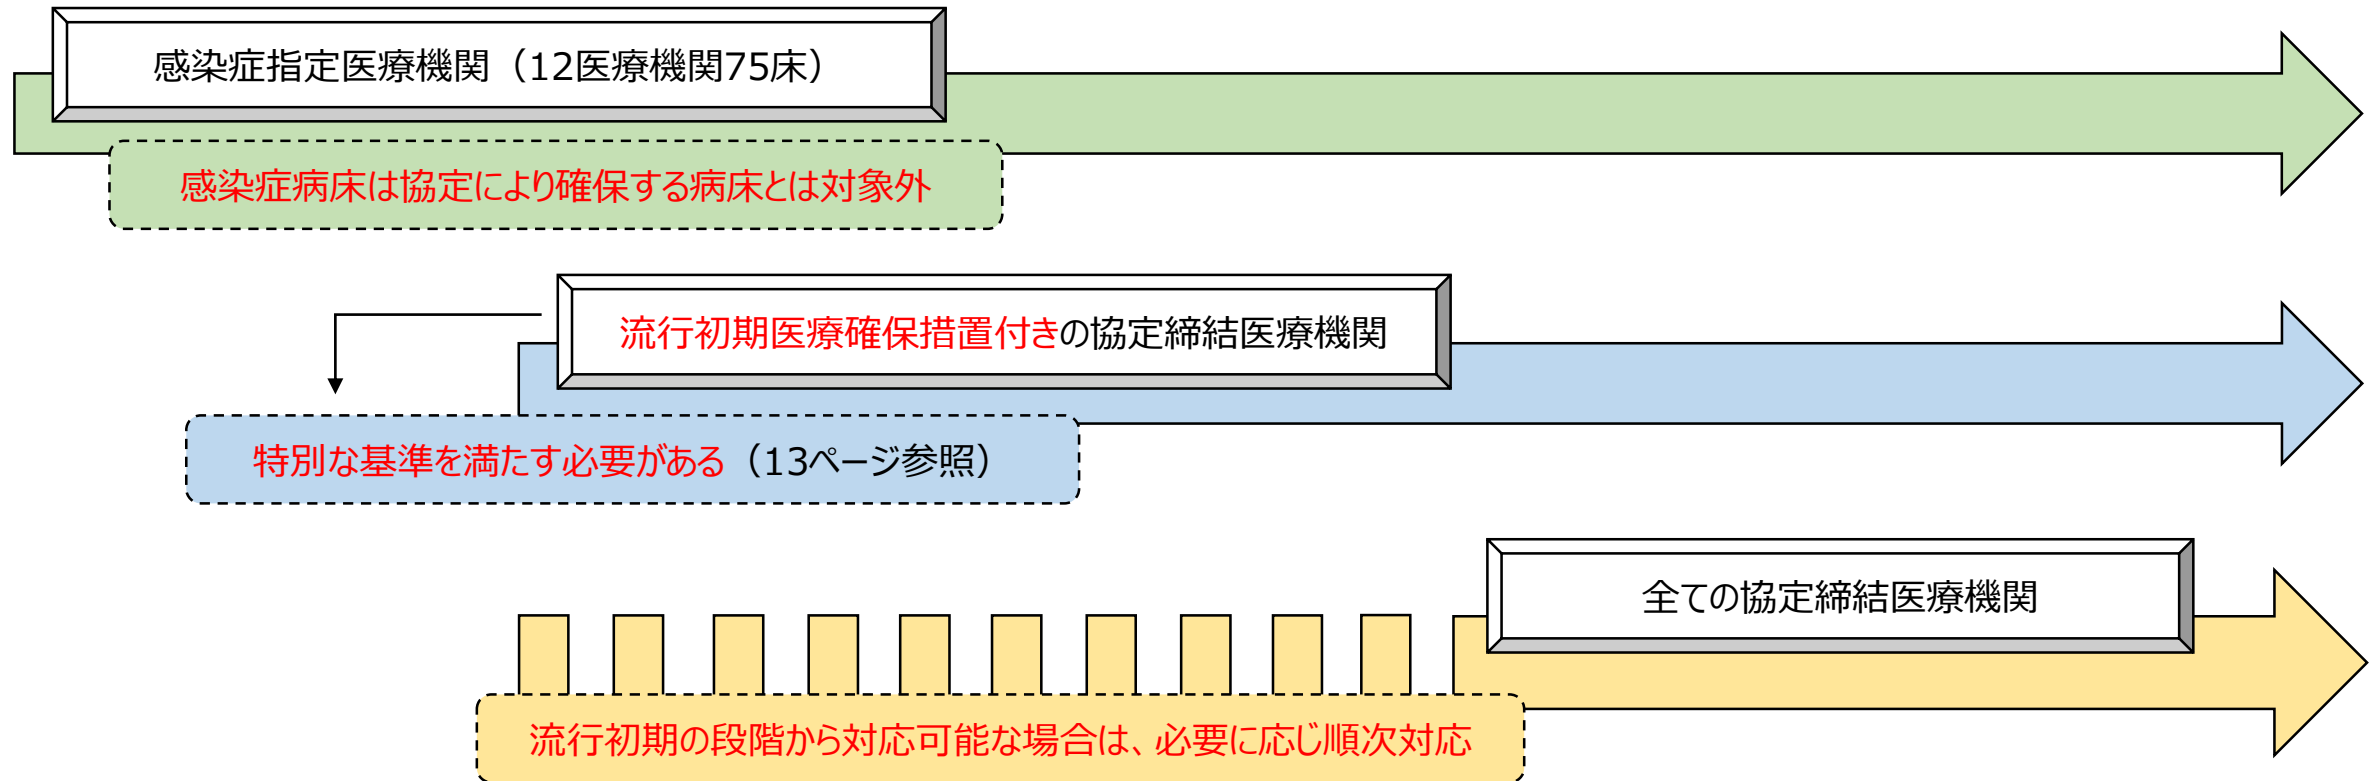 感染症指定医療機関（12医療機関75床）
感染症病床は協定により確保する病床とは対象外
流行初期医療確保措置付きの協定締結医療機関
特別な基準を満たす必要がある（13ページ参照）
全ての協定締結医療機関
流行初期の段階から対応可能な場合は、必要に応じ順次対応